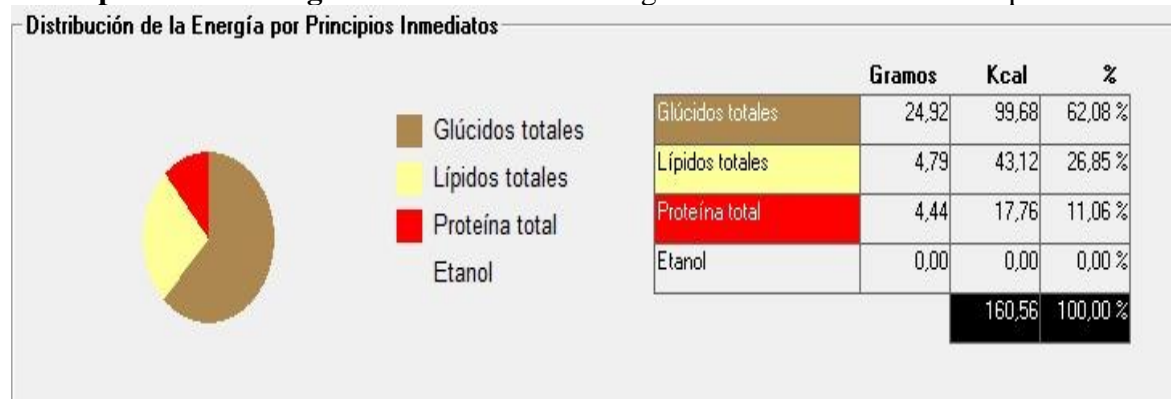 Distribución de la Energía por Principios Inmediatos
Glúcidos totales
Lípidos totales
Proteína total
Etanol
Gramos Kcal %
Glúcidos totales 24,92 99,68 62,08 %
Lípidos totales 4,79 43,12 26,85 %
Proteína total 4,44 17,76 11,06 %
Etanol 0,00 0,00 0,00 %
160,56 100,00 %